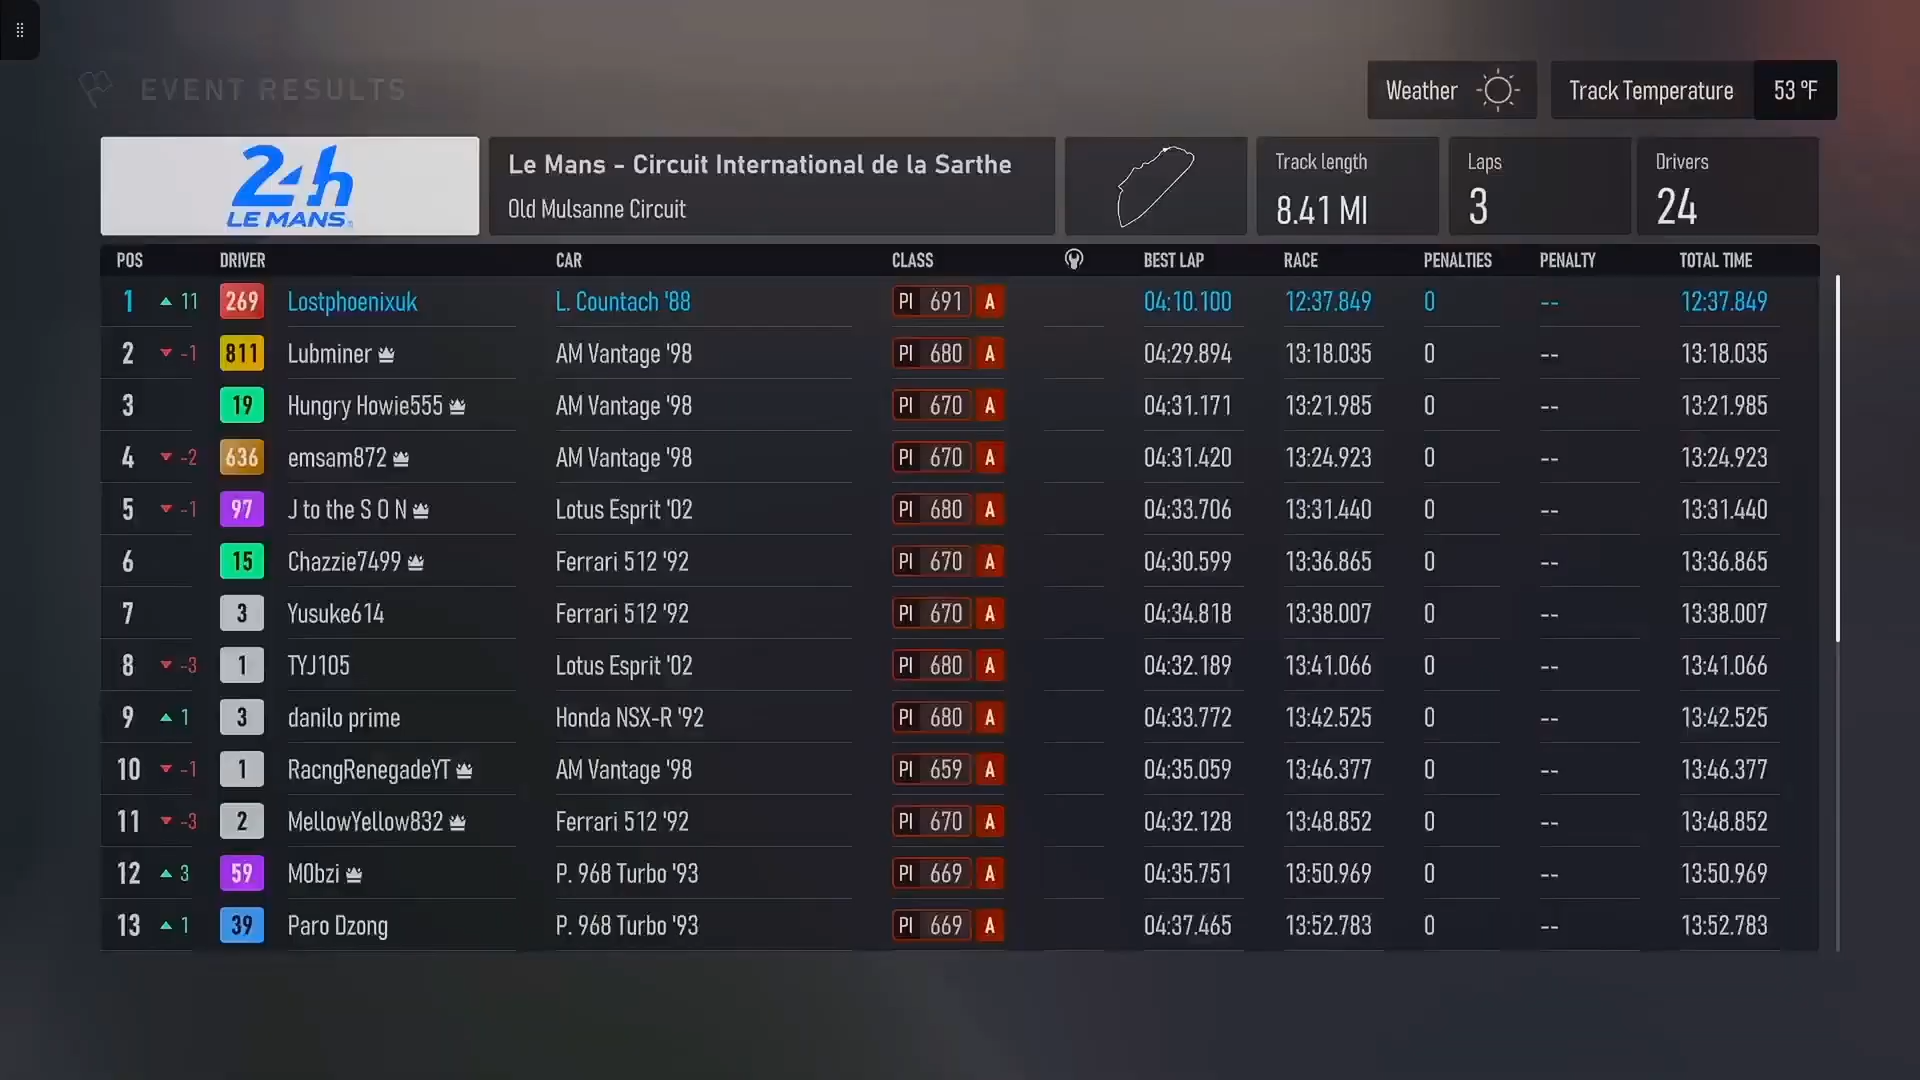 EVENT RESULTS
Weather
Track Temperature 53 °F
24h
LE MANS
Le Mans - Circuit International de la Sarthe
Old Mulsanne Circuit
Track length
8.41 MI
Laps
3
Drivers
24
POS DRIVER CAR CLASS BEST LAP RACE PENALTIES PENALTY TOTAL TIME
1 11 269 Lostphoenixuk L. Countach '88 PI 691 A 04:10.100 12:37.849 0 -- 12:37.849
2 -1 811 Lubminer AM Vantage '98 PI 680 A 04:29.894 13:18.035 0 -- 13:18.035
3 19 Hungry Howie555 AM Vantage '98 PI 670 A 04:31.171 13:21.985 0 -- 13:21.985
4 -2 636 emsam872 AM Vantage '98 PI 670 A 04:31.420 13:24.923 0 -- 13:24.923
5 -1 97 J to the S O N Lotus Esprit '02 PI 680 A 04:33.706 13:31.440 0 -- 13:31.440
6 15 Chazzie7499 Ferrari 512 '92 PI 670 A 04:30.599 13:36.865 0 -- 13:36.865
7 3 Yusuke614 Ferrari 512 '92 PI 670 A 04:34.818 13:38.007 0 -- 13:38.007
8 -3 1 TYJ105 Lotus Esprit '02 PI 680 A 04:32.189 13:41.066 0 -- 13:41.066
9 1 3 danilo prime Honda NSX-R '92 PI 680 A 04:33.772 13:42.525 0 -- 13:42.525
10 -1 1 RacngRenegadeYT AM Vantage '98 PI 659 A 04:35.059 13:46.377 0 -- 13:46.377
11 -3 2 MellowYellow832 Ferrari 512 '92 PI 670 A 04:32.128 13:48.852 0 -- 13:48.852
12 3 59 M0bzi P. 968 Turbo '93 PI 669 A 04:35.751 13:50.969 0 -- 13:50.969
13 1 39 Paro Dzong P. 968 Turbo '93 PI 669 A 04:37.465 13:52.783 0 -- 13:52.783